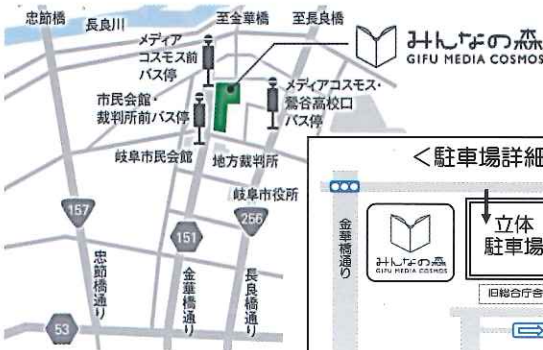 忠節橋
長良川
至金華橋
至長良橋
メディア
コスモス前
バス停
みんなの森
GIFU MEDIA COSMOS
市民会館・
裁判所前バス停
メディアコスモス・
鶯谷高校口
バス停
岐阜市民会館
地方裁判所
岐阜市役所
157
151
256
53
忠節橋通り
金華橋通り
長良橋通り
<駐車場詳細
金華橋通り
みんなの森
GIFU MEDIA COSMOS
立体
駐車場
旧総合庁舎